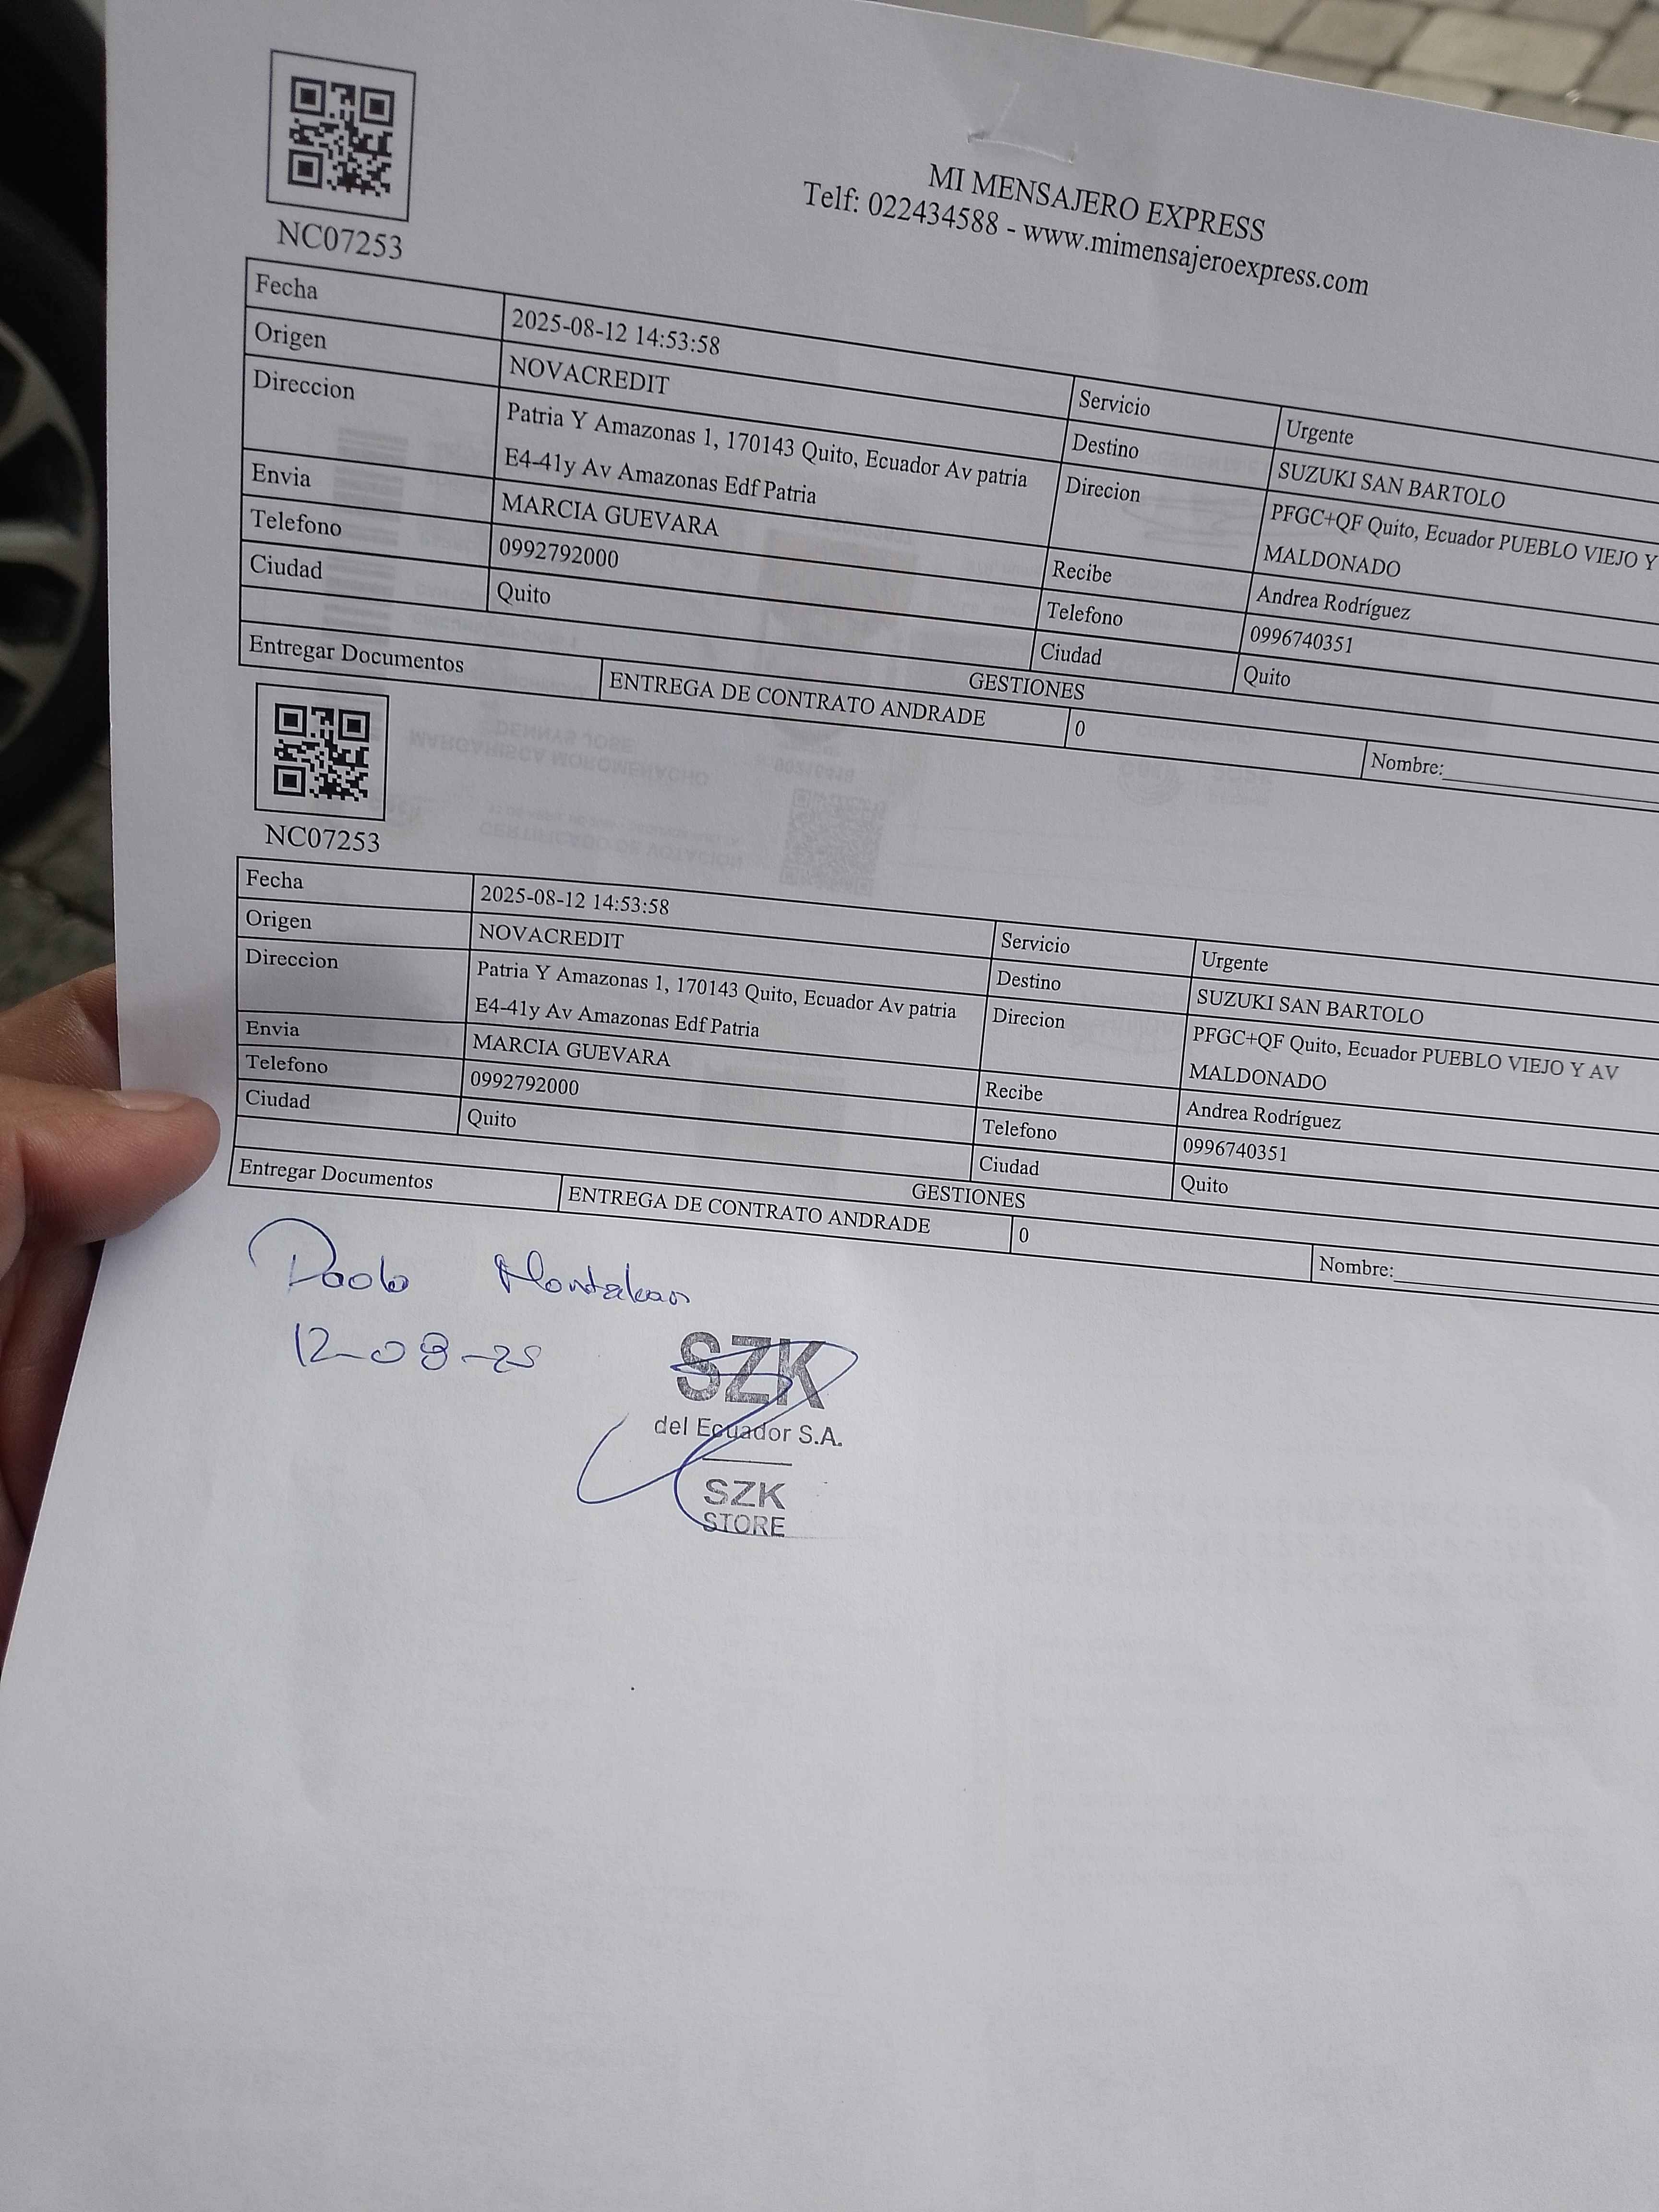 NC07253
MI MENSAJERO EXPRESS
Telf: 022434588 - www.mimensajeroexpress.com
Fecha 2025-08-12 14:53:58 Servicio Urgente
Origen NOVACREDIT Destino SUZUKI SAN BARTOLO
Direccion Patria Y Amazonas 1, 170143 Quito, Ecuador Av patria Direcion PFGC+QF Quito, Ecuador PUEBLO VIEJO Y
E4-41y Av Amazonas Edf Patria MALDONADO
Envia MARCIA GUEVARA Recibe Andrea Rodríguez
Telefono 0992792000 Telefono 0996740351
Ciudad Quito Ciudad Quito
GESTIONES
Entregar Documentos ENTREGA DE CONTRATO ANDRADE 0 Nombre:
NC07253
Fecha 2025-08-12 14:53:58 Servicio Urgente
Origen NOVACREDIT Destino SUZUKI SAN BARTOLO
Direccion Patria Y Amazonas 1, 170143 Quito, Ecuador Av patria Direcion PFGC+QF Quito, Ecuador PUEBLO VIEJO Y AV
E4-41y Av Amazonas Edf Patria MALDONADO
Envia MARCIA GUEVARA Recibe Andrea Rodríguez
Telefono 0992792000 Telefono 0996740351
Ciudad Quito Ciudad Quito
GESTIONES
Entregar Documentos ENTREGA DE CONTRATO ANDRADE 0 Nombre:
12-08-25
SZK
del Ecuador S.A.
SZK
STORE